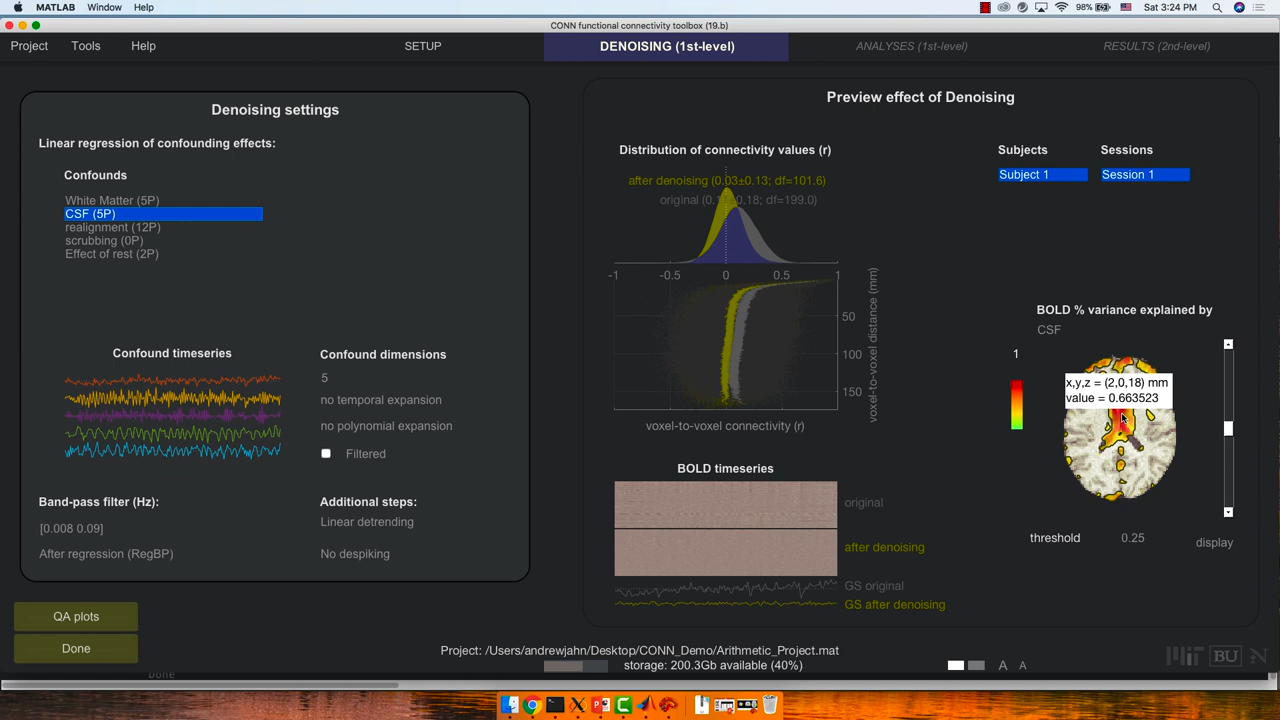 MATLAB Window Help
98% Sat 3:24 PM
CONN functional connectivity toolbox (19.b)
Project Tools Help
SETUP
DENOISING (1st-level)
ANALYSES (1st-level)
RESULTS (2nd-level)
Denoising settings
Linear regression of confounding effects:
Confounds
White Matter (5P)
CSF (5P)
realignment (12P)
scrubbing (0P)
Effect of rest (2P)
Confound timeseries
Confound dimensions
5
no temporal expansion
no polynomial expansion
Filtered
Band-pass filter (Hz):
[0.008 0.09]
After regression (RegBP)
Additional steps:
Linear detrending
No despiking
QA plots
Done
Preview effect of Denoising
Distribution of connectivity values (r)
after denoising (0.03±0.13; df=101.6)
0.18; df=199.0)
-1 -0.5 0 0.5 1
50
100
150
voxel-to-voxel distance (mm)
voxel-to-voxel connectivity (r)
BOLD timeseries
original
after denoising
GS original
GS after denoising
Subjects
Subject 1
Sessions
Session 1
BOLD % variance explained by
CSF
1
x,y,z = (2,0,18) mm
value = 0.663523
threshold 0.25
display
Project: /Users/andrewjahn/Desktop/CONN_Demo/Arithmetic_Project.mat
storage: 200.3Gb available (40%)
A A
MIT BU N
Done